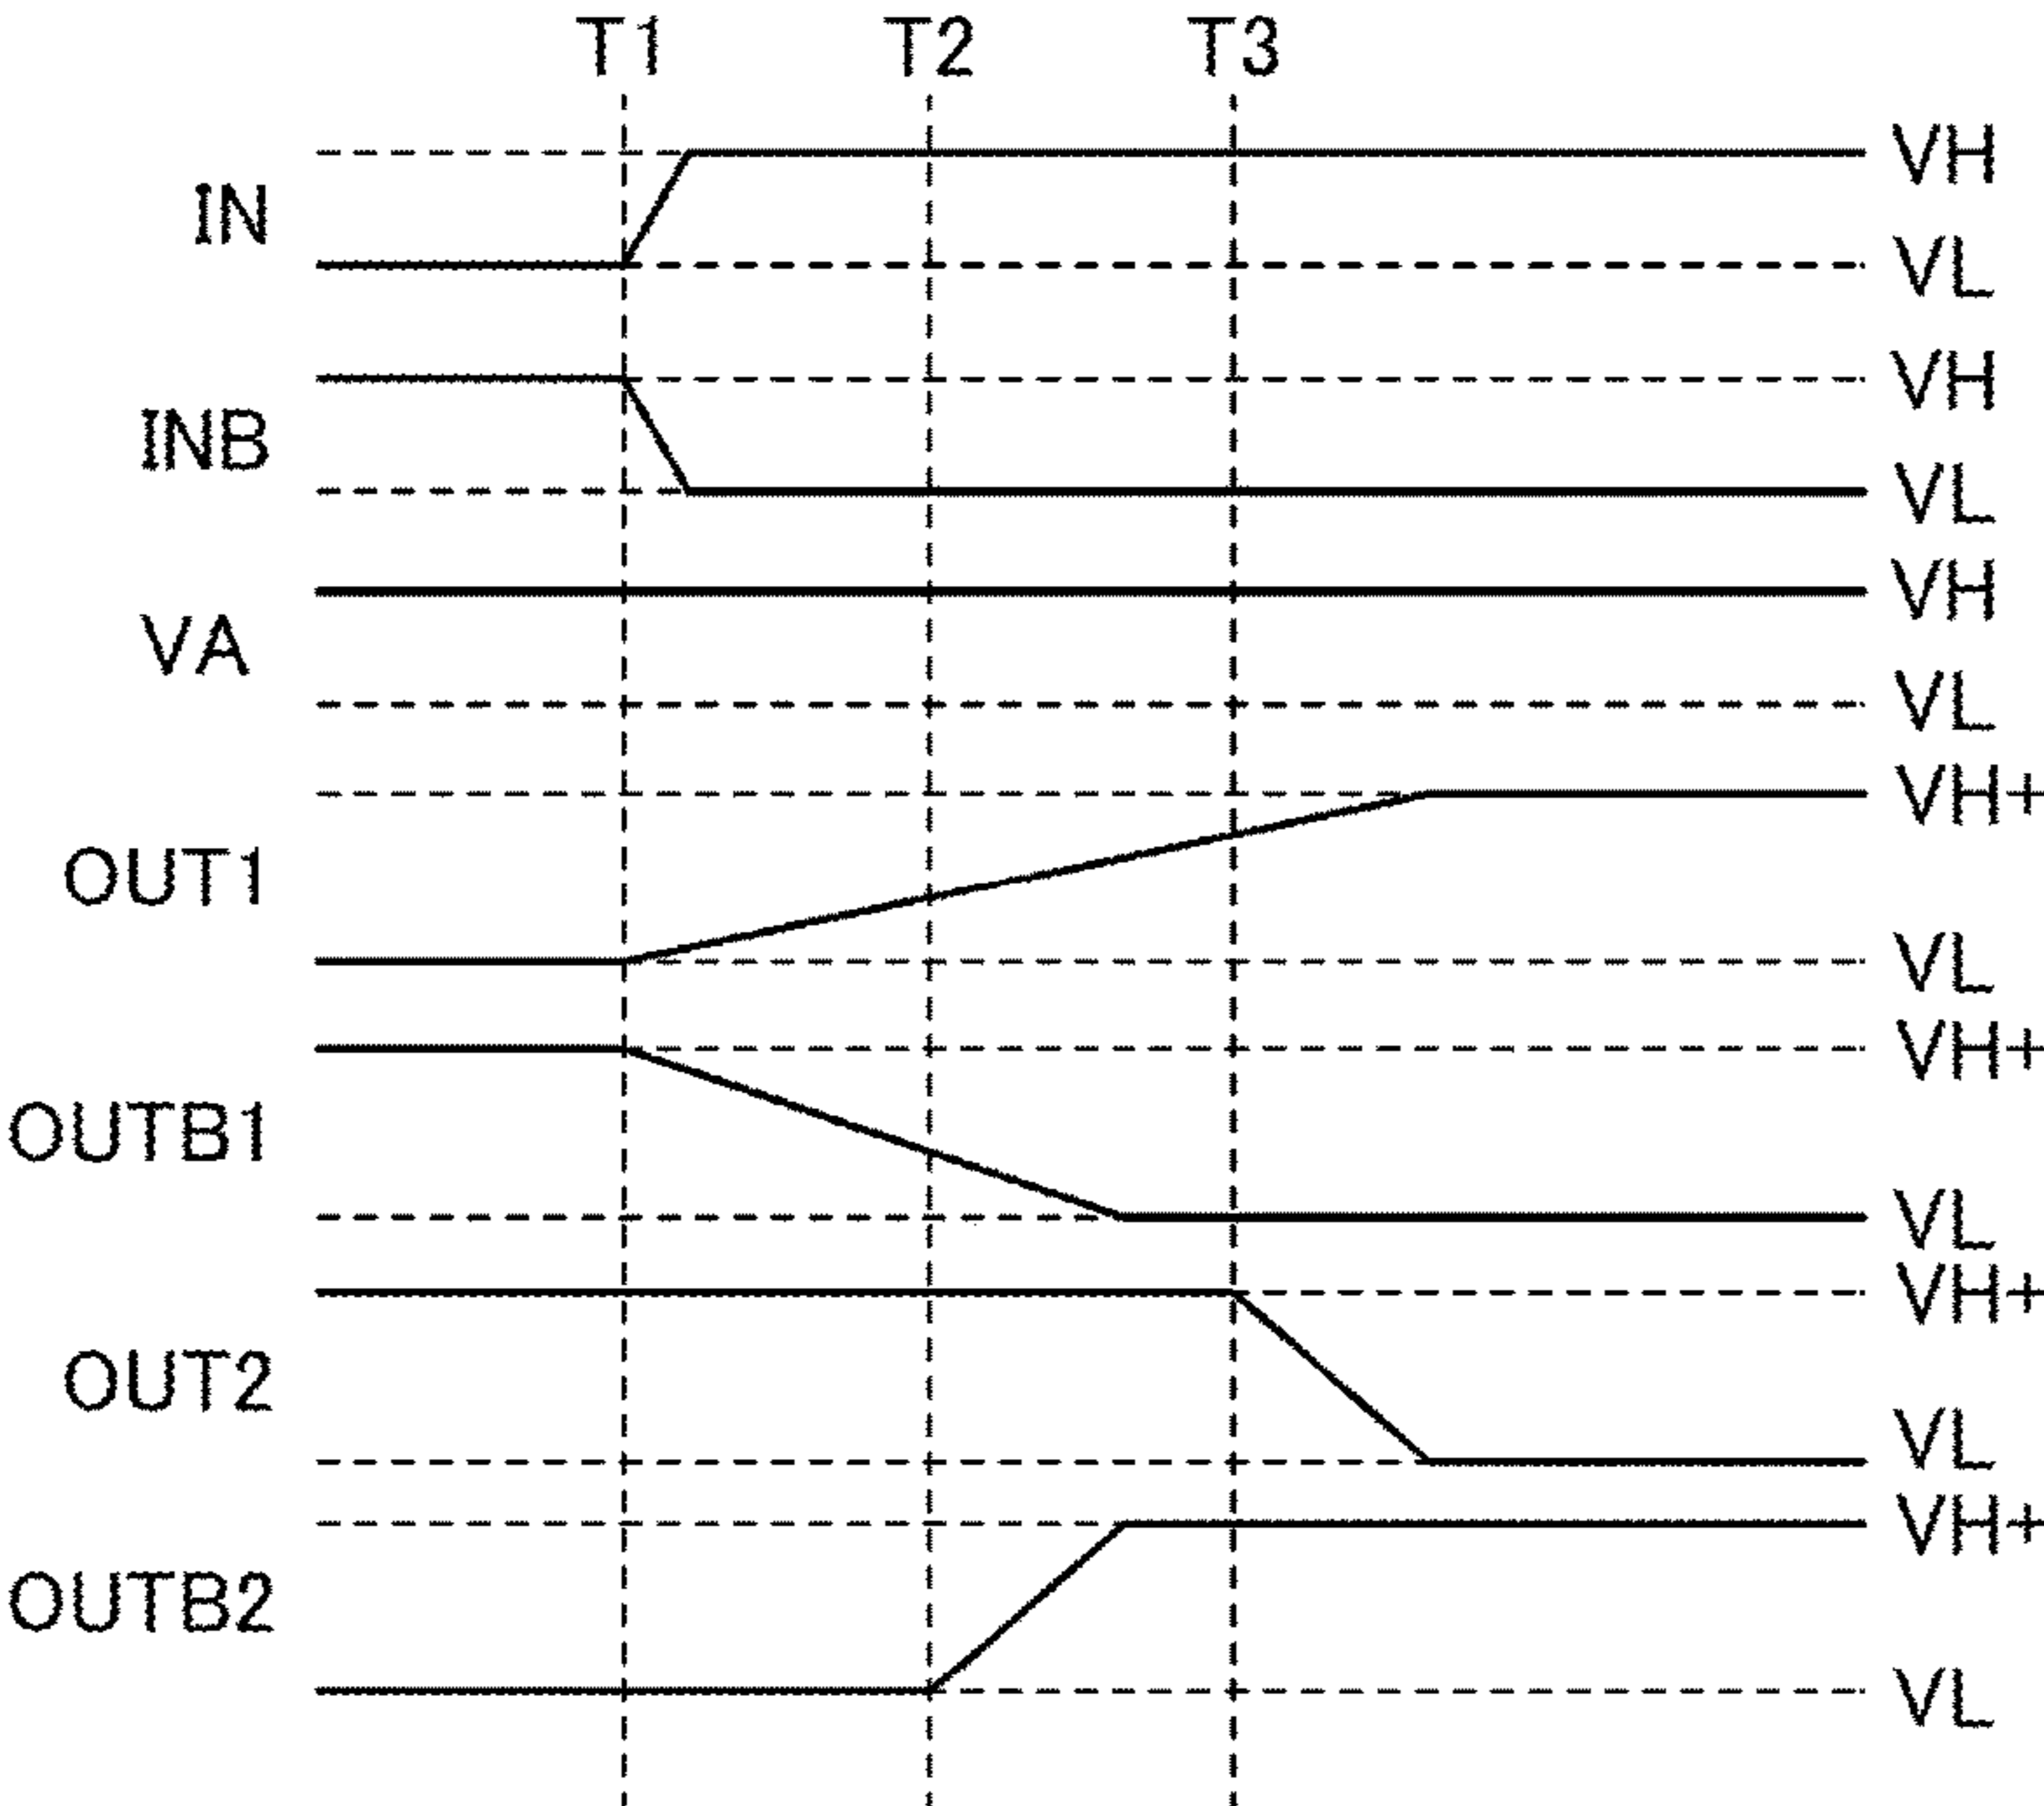 T1 T2 T3
IN VH
VL
INB VH
VL
VA VH
VL
OUT1 VH+
VL
OUTB1 VH+
VL
OUT2 VH+
VL
OUTB2 VH+
VL